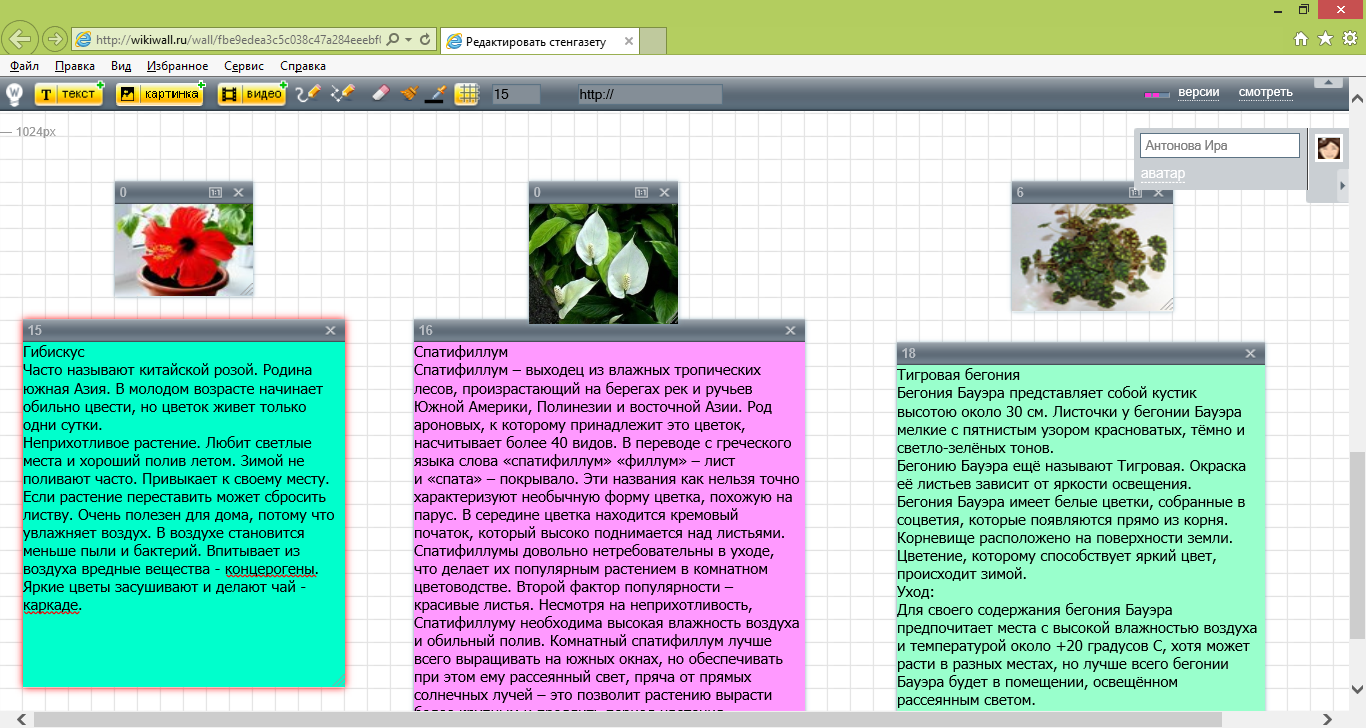 http://wikiwall.ru/wall/fbe9edea3c5c038c47a284eeebf
Редактировать стенгазету
Файл Правка Вид Избранное Сервис Справка
W T текст картинка видео 15 http:// версии смотреть
1024px
Антонова Ира
аватар
0 1:1
0 1:1
6 1:1
15
Гибискус
Часто называют китайской розой. Родина
южная Азия. В молодом возрасте начинает
обильно цвести, но цветок живет только
одни сутки.
Неприхотливое растение. Любит светлые
места и хороший полив летом. Зимой не
поливают часто. Привыкает к своему месту.
Если растение переставить может сбросить
листву. Очень полезен для дома, потому что
увлажняет воздух. В воздухе становится
меньше пыли и бактерий. Впитывает из
воздуха вредные вещества - концерогены.
Яркие цветы засушивают и делают чай -
каркаде.
16
Спатифиллум
Спатифиллум – выходец из влажных тропических
лесов, произрастающий на берегах рек и ручьев
Южной Америки, Полинезии и восточной Азии. Род
ароновых, к которому принадлежит это цветок,
насчитывает более 40 видов. В переводе с греческого
языка слова «спатифиллум» «филлум» – лист
и «спата» – покрывало. Эти названия как нельзя точно
характеризуют необычную форму цветка, похожую на
парус. В середине цветка находится кремовый
початок, который высоко поднимается над листьями.
Спатифиллумы довольно нетребовательны в уходе,
что делает их популярным растением в комнатном
цветоводстве. Второй фактор популярности –
красивые листья. Несмотря на неприхотливость,
Спатифиллуму необходима высокая влажность воздуха
и обильный полив. Комнатный спатифиллум лучше
всего выращивать на южных окнах, но обеспечивать
при этом ему рассеянный свет, пряча от прямых
солнечных лучей – это позволит растению вырасти
18
Тигровая бегония
Бегония Бауэра представляет собой кустик
высотою около 30 см. Листочки у бегонии Бауэра
мелкие с пятнистым узором красноватых, тёмно и
светло-зелёных тонов.
Бегонию Бауэра ещё называют Тигровая. Окраска
её листьев зависит от яркости освещения.
Бегония Бауэра имеет белые цветки, собранные в
соцветия, которые появляются прямо из корня.
Корневище расположено на поверхности земли.
Цветение, которому способствует яркий цвет,
происходит зимой.
Уход:
Для своего содержания бегония Бауэра
предпочитает места с высокой влажностью воздуха
и температурой около +20 градусов С, хотя может
расти в разных местах, но лучше всего бегонии
Бауэра будет в помещении, освещённом
рассеянным светом.